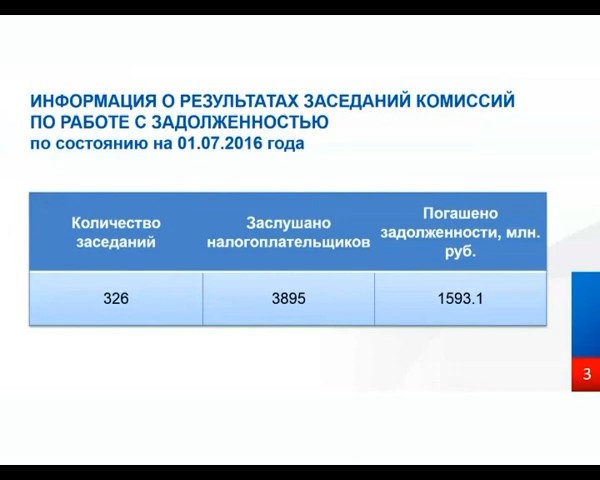 ИНФОРМАЦИЯ О РЕЗУЛЬТАТАХ ЗАСЕДАНИЙ КОМИССИЙ
ПО РАБОТЕ С ЗАДОЛЖЕННОСТЬЮ
по состоянию на 01.07.2016 года
Количество
заседаний
Заслушано
налогоплательщиков
Погашено
задолженности, млн.
руб.
326
3895
1593.1
3